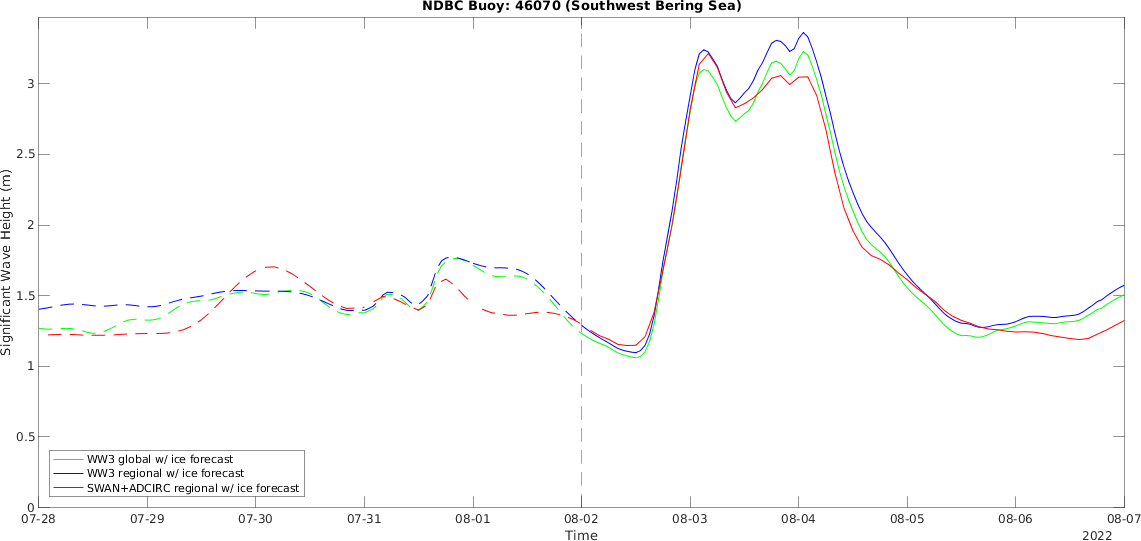 NDBC Buoy: 46070 (Southwest Bering Sea)
Significant Wave Height (m)
3
2.5
2
1.5
1
0.5
0
WW3 global w/ ice forecast
WW3 regional w/ ice forecast
SWAN+ADCIRC regional w/ ice forecast
07-28 07-29 07-30 07-31 08-01 08-02 08-03 08-04 08-05 08-06 08-07
Time
2022